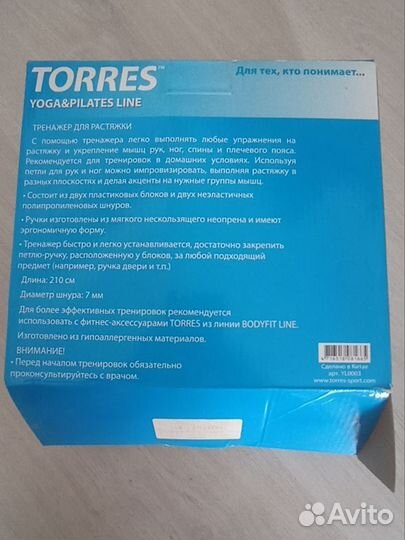 TORRES™
Для тех, кто понимает...
YOGA&PILATES LINE
ТРЕНАЖЕР ДЛЯ РАСТЯЖКИ
С помощью тренажера легко выполнять любые упражнения на
растяжку и укрепление мышц рук, ног, спины и плечевого пояса.
Рекомендуется для тренировок в домашних условиях. Используя
петли для рук и ног можно импровизировать, выполняя растяжку в
разных плоскостях и делая акценты на нужные группы мышц.
• Состоит из двух пластиковых блоков и двух неэластичных
полипропиленовых шнуров.
• Ручки изготовлены из мягкого нескользящего неопрена и имеют
эргономичную форму.
• Тренажер быстро и легко устанавливается, достаточно закрепить
петлю-ручку, расположенную у блоков, за любой подходящий
предмет (например, ручка двери и т.п.)
Длина: 210 см
Диаметр шнура: 7 мм
Для более эффективных тренировок рекомендуется
использовать с фитнес-аксессуарами TORRES из линии BODYFIT LINE.
Изготовлено из гипоаллергенных материалов.
ВНИМАНИЕ!
• Перед началом тренировок обязательно
проконсультируйтесь с врачом.
Сделано в Китае
арт. YL0003
www.torres-sport.com
Avito